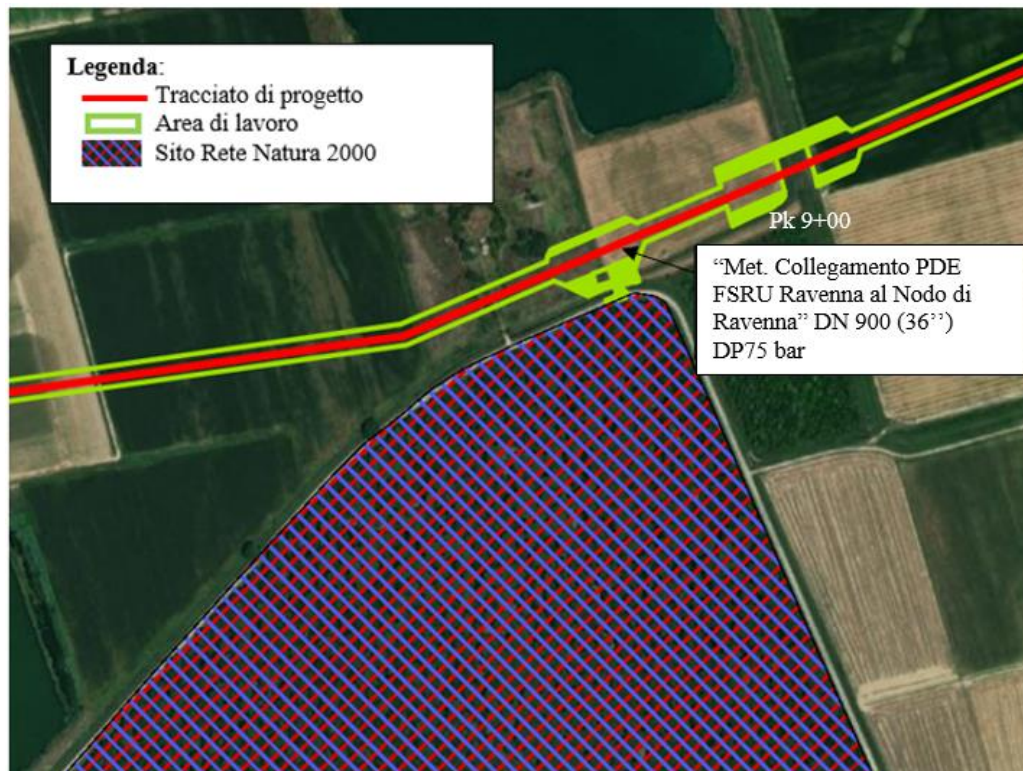 Legenda:
Tracciato di progetto
Area di lavoro
Sito Rete Natura 2000
Pk 9+00
“Met. Collegamento PDE
FSRU Ravenna al Nodo di
Ravenna” DN 900 (36’’)
DP75 bar